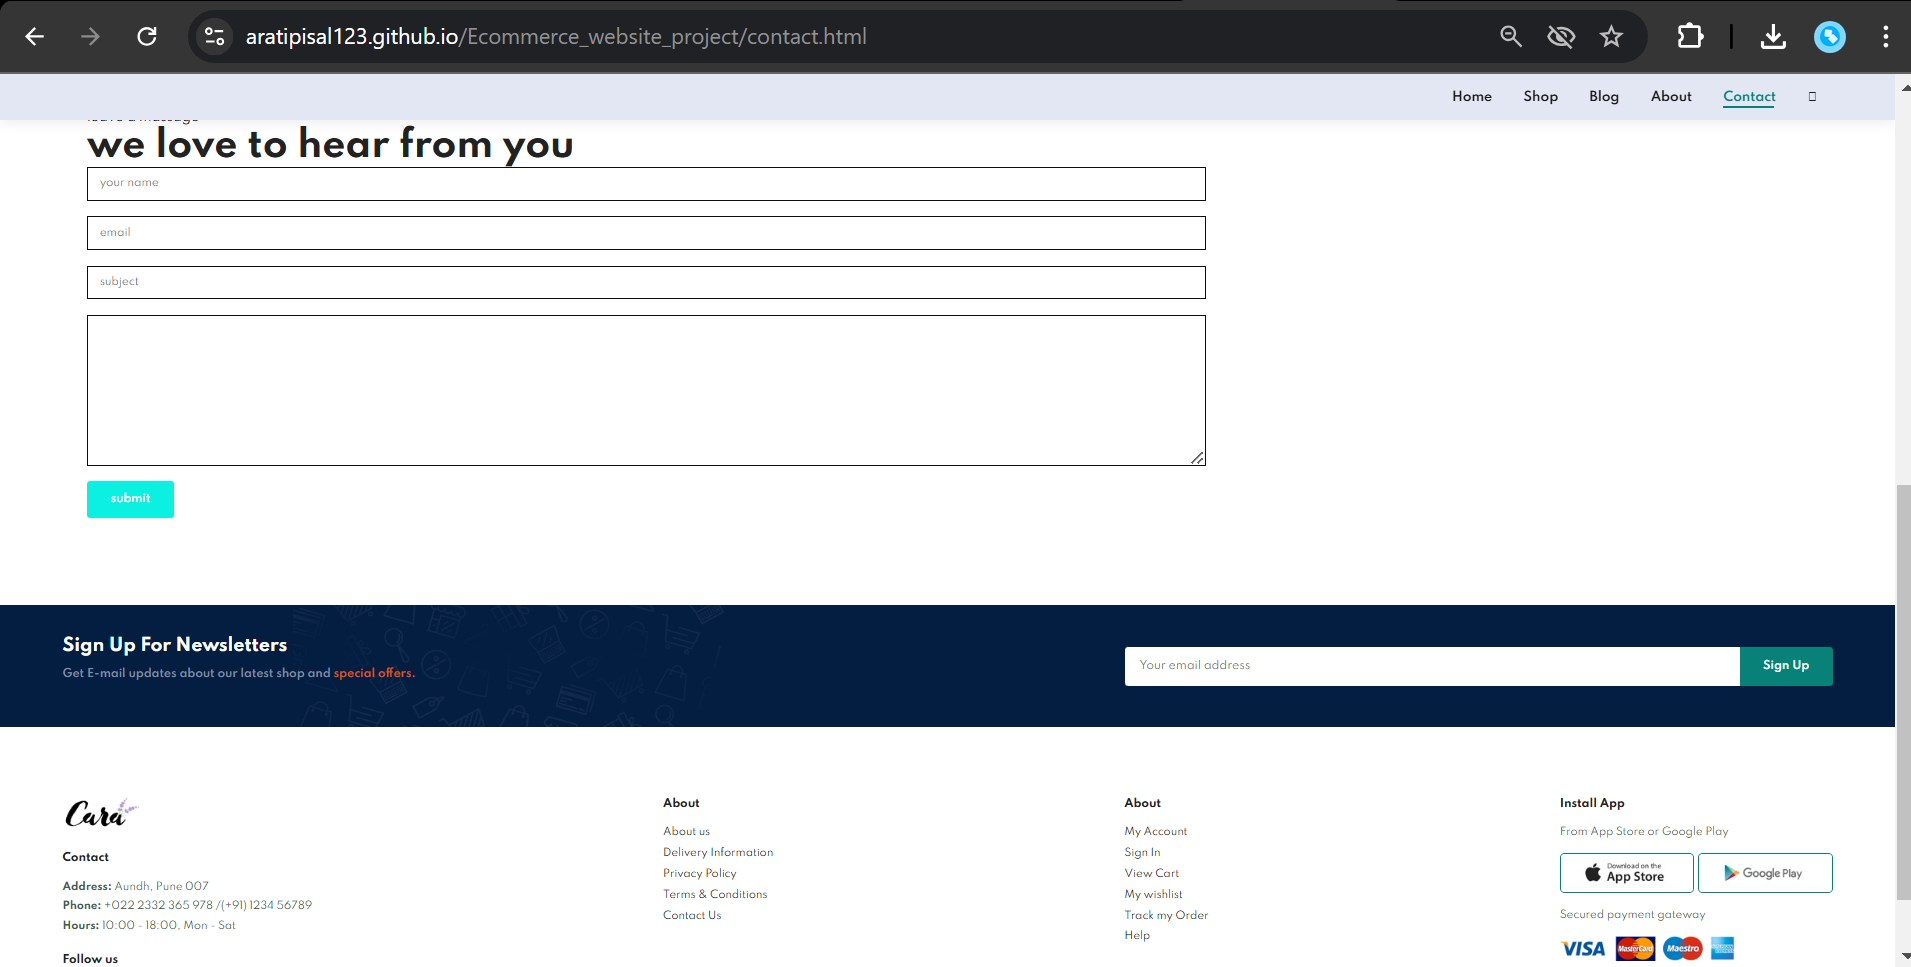 aratipisal123.github.io/Ecommerce_website_project/contact.html
Home Shop Blog About Contact
leave a massage
we love to hear from you
your name
email
subject
submit
Sign Up For Newsletters
Get E-mail updates about our latest shop and special offers.
Your email address
Sign Up
Cara
Contact
Address: Aundh, Pune 007
Phone: +022 2332 365 978 /(+91) 1234 56789
Hours: 10:00 - 18:00, Mon - Sat
Follow us
About
About us
Delivery Information
Privacy Policy
Terms & Conditions
Contact Us
About
My Account
Sign In
View Cart
My wishlist
Track my Order
Help
Install App
From App Store or Google Play
Download on the
App Store
Google Play
Secured payment gateway
VISA MasterCard Maestro